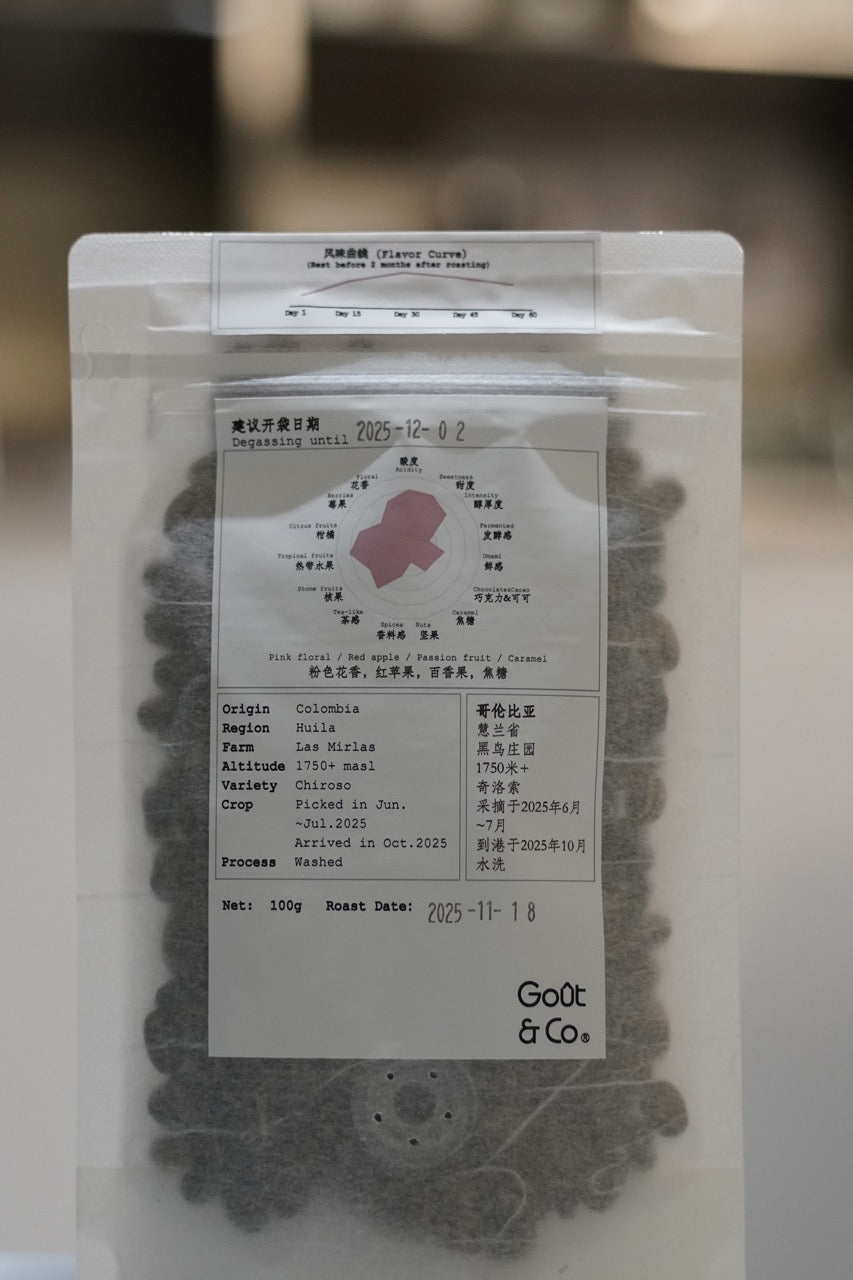 风味曲线 (Flavor Curve)
(Best before 2 months after roasting)
Day 1 Day 15 Day 30 Day 45 Day 60
建议开袋日期
Degassing until 2025-12-02
酸度
Acidity
Sweetness
甜度
Intensity
醇厚度
Fermented
发酵感
Umami
鲜感
Chocolate&Cacao
巧克力&可可
Caramel
焦糖
Nuts
坚果
Spices
香料感
Tea-like
茶感
Stone fruits
核果
Tropical fruits
热带水果
Citrus fruits
柑橘
Berries
莓果
Floral
花香
Pink floral / Red apple / Passion fruit / Caramel
粉色花香，红苹果，百香果，焦糖
Origin Colombia
Region Huila
Farm Las Mirlas
Altitude 1750+ masl
Variety Chiroso
Crop Picked in Jun.
~Jul.2025
Arrived in Oct.2025
Process Washed
哥伦比亚
慧兰省
黑鸟庄园
1750米+
奇洛索
采摘于2025年6月
~7月
到港于2025年10月
水洗
Net: 100g Roast Date: 2025-11-18
Goût
& Co®